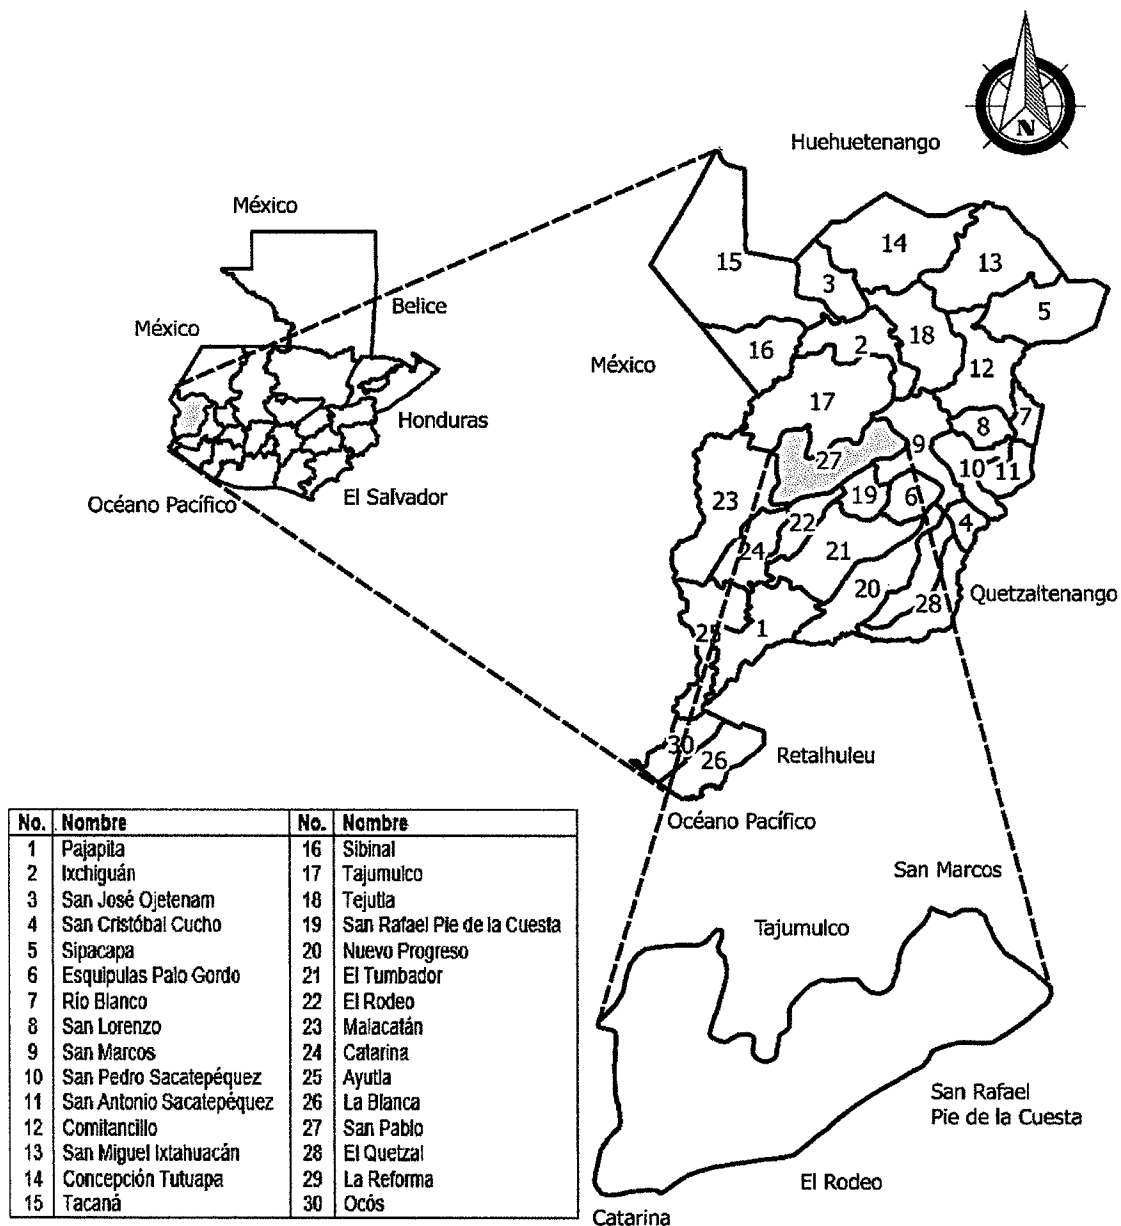 N
Huehuetenango
México
14
15
13
3
Belice
5
México
18
16
2
México
12
17
Honduras
7
8
9
27
10
11
El Salvador
Océano Pacífico
23
19
6
22
4
24
21
20
Quetzaltenango
28
25
1
30
26
Retalhuleu
Océano Pacífico
No. Nombre No. Nombre
1 Pajapita 16 Sibinal
2 Ixchiguán 17 Tajumulco
3 San José Ojetenam 18 Tejutla
4 San Cristóbal Cucho 19 San Rafael Pie de la Cuesta
5 Sipacapa 20 Nuevo Progreso
6 Esquipulas Palo Gordo 21 El Tumbador
7 Río Blanco 22 El Rodeo
8 San Lorenzo 23 Malacatán
9 San Marcos 24 Catarina
10 San Pedro Sacatepéquez 25 Ayutla
11 San Antonio Sacatepéquez 26 La Blanca
12 Comitancillo 27 San Pablo
13 San Miguel Ixtahuacán 28 El Quetzal
14 Concepción Tutuapa 29 La Reforma
15 Tacaná 30 Ocós
San Marcos
Tajumulco
San Rafael
Pie de la Cuesta
El Rodeo
Catarina